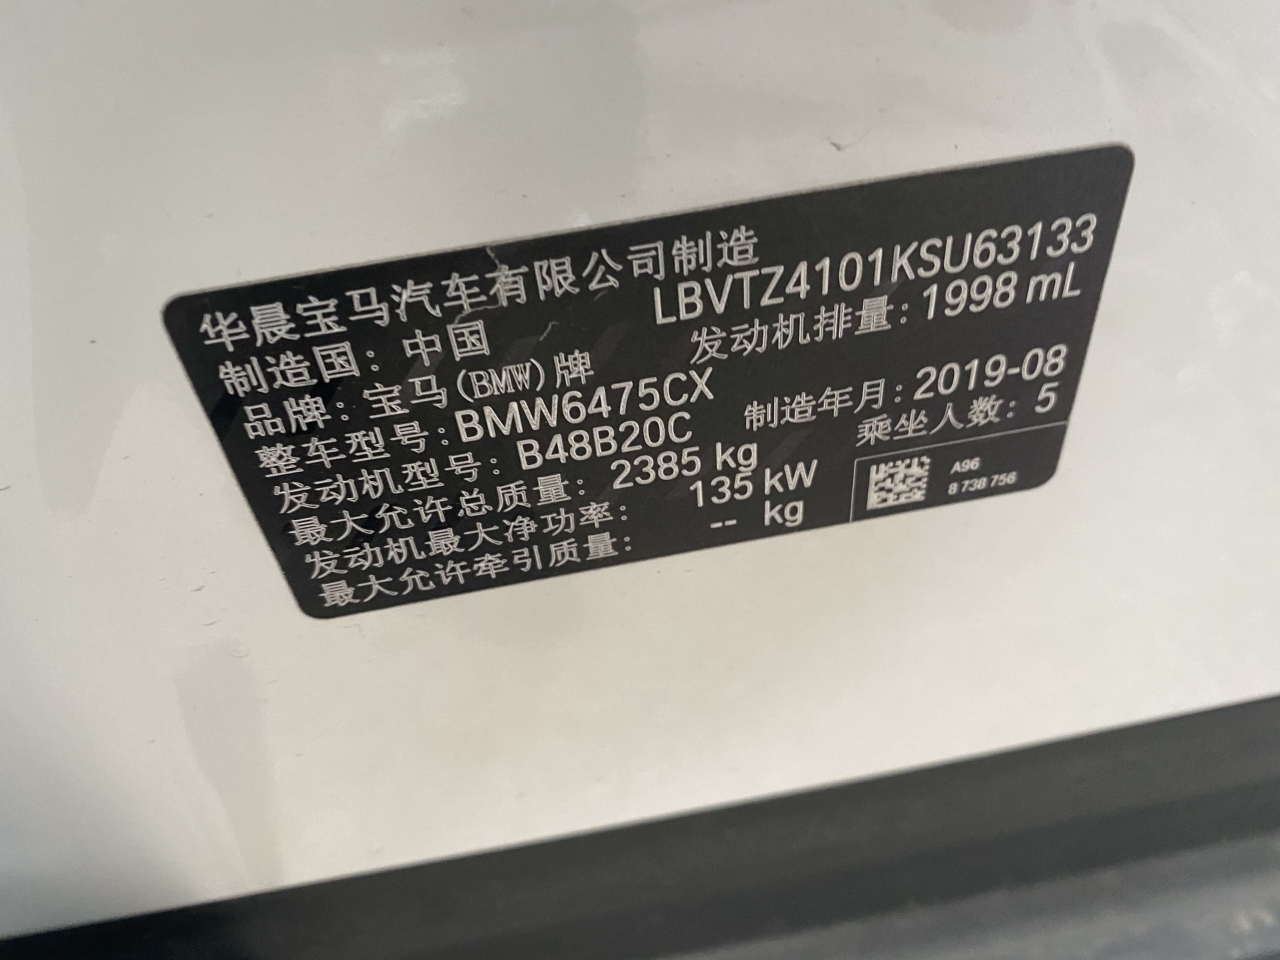 华晨宝马汽车有限公司制造
LBVTZ4101KSU63133
制造国：中国
发动机排量：1998 mL
品牌：宝马(BMW)牌
整车型号：BMW6475CX
制造年月：2019-08
发动机型号：B48B20C
乘坐人数：5
最大允许总质量：2385 kg
发动机最大净功率：135 kW
最大允许牵引质量：-- kg
A96
8 738 756